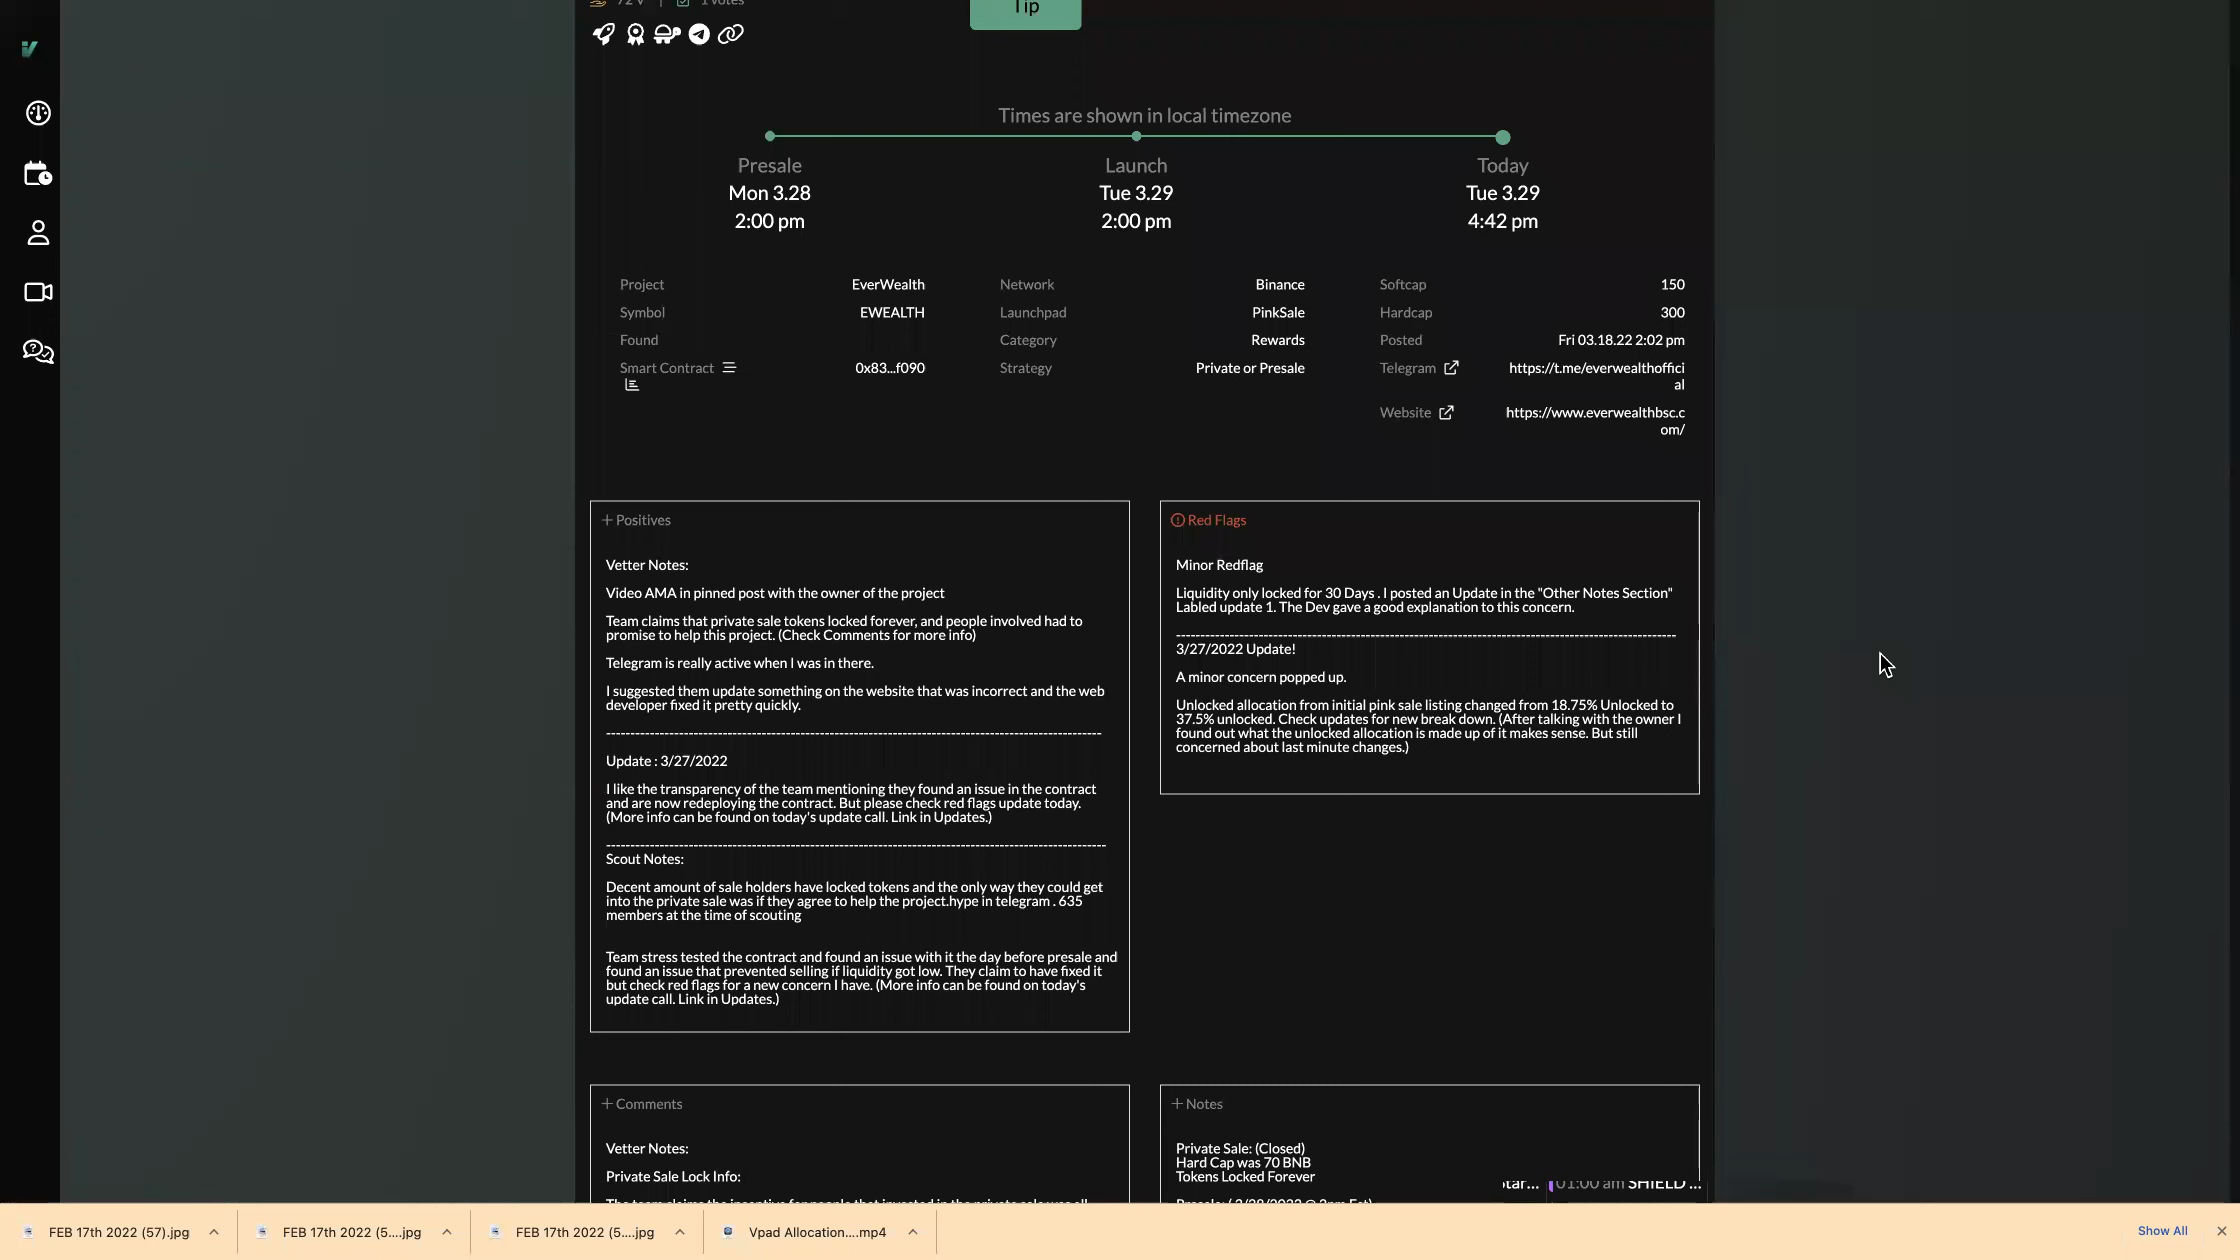 72 V | 1 votes
Tip
Times are shown in local timezone
Presale Launch Today
Mon 3.28 Tue 3.29 Tue 3.29
2:00 pm 2:00 pm 4:42 pm
Project EverWealth Network Binance Softcap 150
Symbol EWEALTH Launchpad PinkSale Hardcap 300
Found Category Rewards Posted Fri 03.18.22 2:02 pm
Smart Contract 0x83...f090 Strategy Private or Presale Telegram https://t.me/everwealthoffici
al
Website https://www.everwealthbsc.c
om/
+ Positives
Vetter Notes:
Video AMA in pinned post with the owner of the project
Team claims that private sale tokens locked forever, and people involved had to
promise to help this project. (Check Comments for more info)
Telegram is really active when I was in there.
I suggested them update something on the website that was incorrect and the web
developer fixed it pretty quickly.
Update : 3/27/2022
I like the transparency of the team mentioning they found an issue in the contract
and are now redeploying the contract. But please check red flags update today.
(More info can be found on today's update call. Link in Updates.)
Scout Notes:
Decent amount of sale holders have locked tokens and the only way they could get
into the private sale was if they agree to help the project.hype in telegram . 635
members at the time of scouting
Team stress tested the contract and found an issue with it the day before presale and
found an issue that prevented selling if liquidity got low. They claim to have fixed it
but check red flags for a new concern I have. (More info can be found on today's
update call. Link in Updates.)
Red Flags
Minor Redflag
Liquidity only locked for 30 Days . I posted an Update in the "Other Notes Section"
Labled update 1. The Dev gave a good explanation to this concern.
3/27/2022 Update!
A minor concern popped up.
Unlocked allocation from initial pink sale listing changed from 18.75% Unlocked to
37.5% unlocked. Check updates for new break down. (After talking with the owner I
found out what the unlocked allocation is made up of it makes sense. But still
concerned about last minute changes.)
+ Comments
Vetter Notes:
Private Sale Lock Info:
+ Notes
Private Sale: (Closed)
Hard Cap was 70 BNB
Tokens Locked Forever
01:00 am SHIELD ...
FEB 17th 2022 (57).jpg
FEB 17th 2022 (5....jpg
FEB 17th 2022 (5....jpg
Vpad Allocation....mp4
Show All